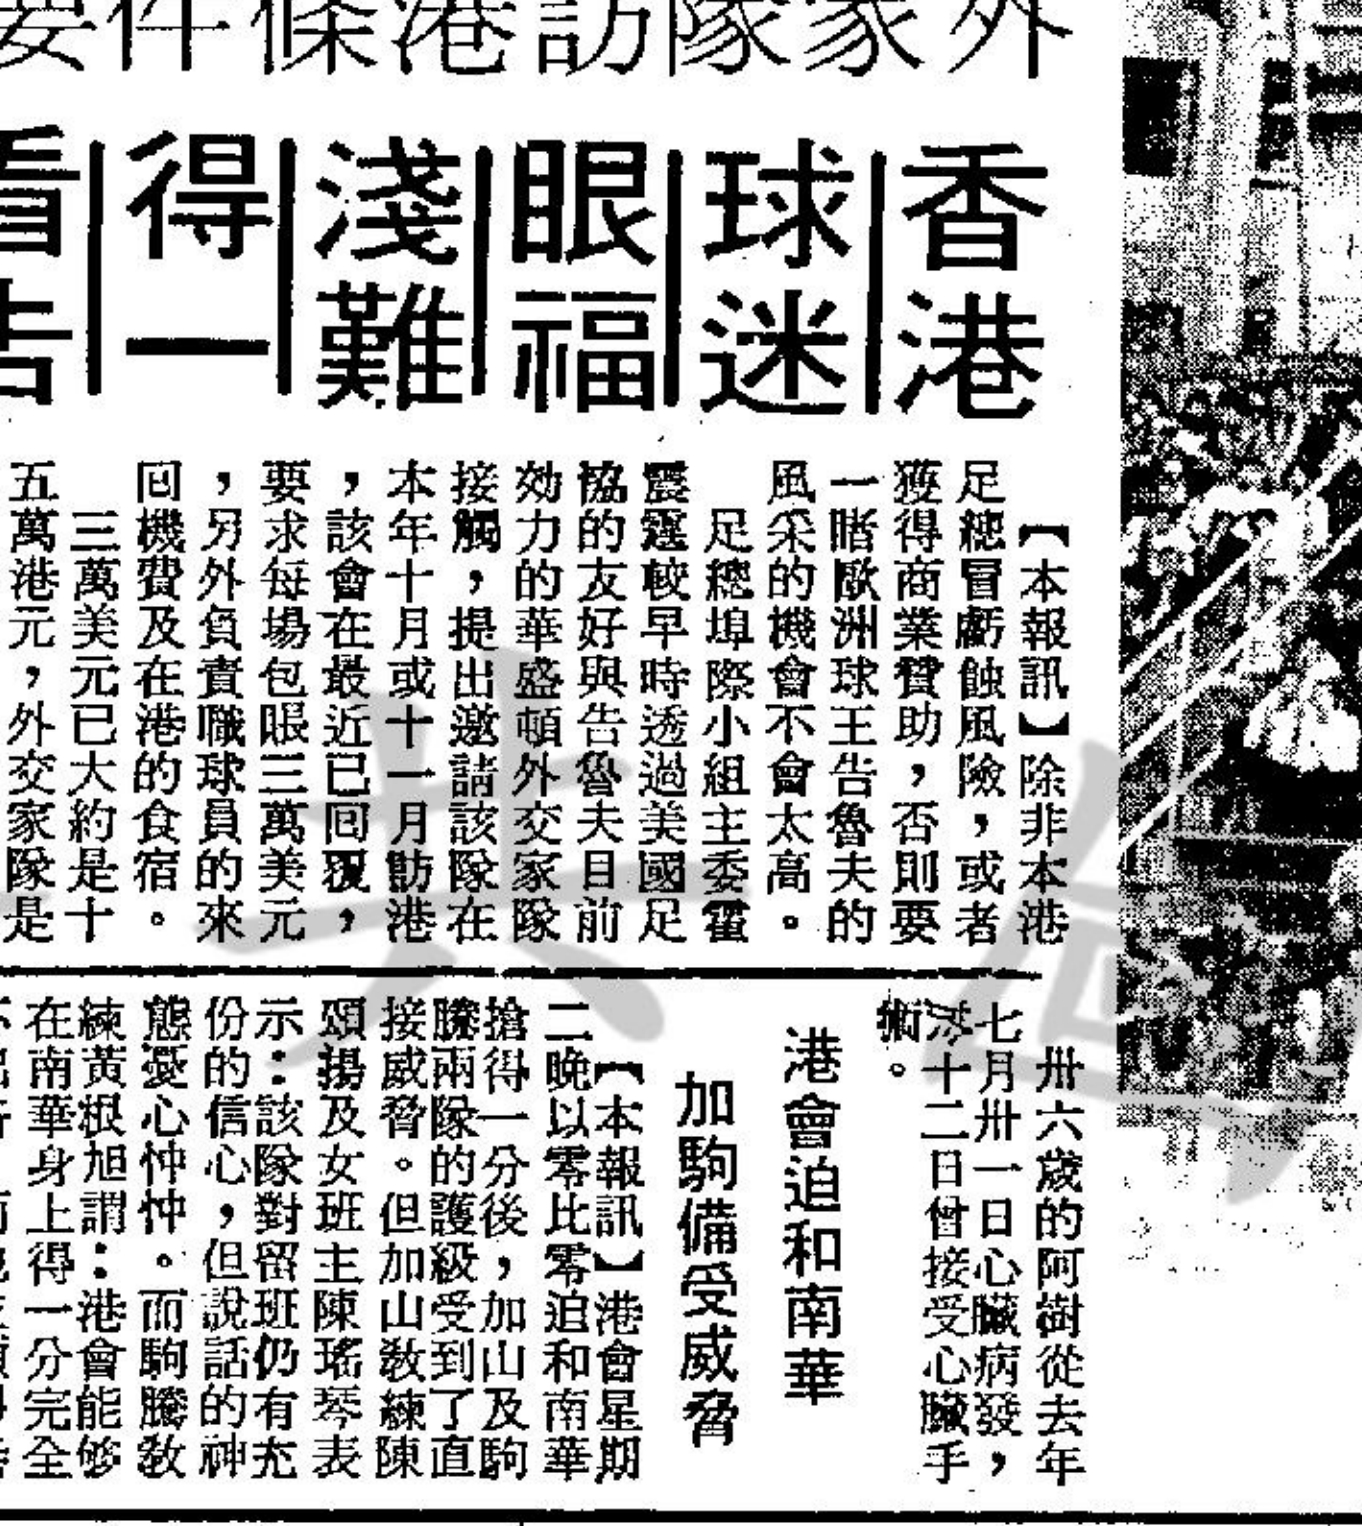 外家隊訪港條件要
香港
球迷
眼福
淺難
得一
看告
【本報訊】除非本港
足總冒虧蝕風險，或者
獲得商業贊助，否則要
一睹歐洲球王告魯夫的
風采的機會不會太高。
足總埠際小組主委霍
震霆較早時透過美國足
協的友好與告魯夫目前
効力的華盛頓外交家隊
接觸，提出邀請該隊在
本年十月或十一月訪港
，該會在最近已回覆，
要求每場包賬三萬美元
，另外負責職球員的來
回機費及在港的食宿。
三萬美元已大約是十
五萬港元，外交家隊是
卅六歲的阿樹從去年
七月卅一日心臟病發，
十二日曾接受心臟手
術。
港會迫和南華
加駒備受威脅
【本報訊】港會星期
二晚以零比零迫和南華
搶得一分後，加山及駒
騰兩隊的護級受到了直
接威脅。但加山敎練陳
頌揚及女班主陳瑤琴表
示：該隊對留班仍有充
份的信心，但說話的神
態憂心忡忡。而駒騰敎
練黃根旭謂：港會能够
在南華身上得一分完全